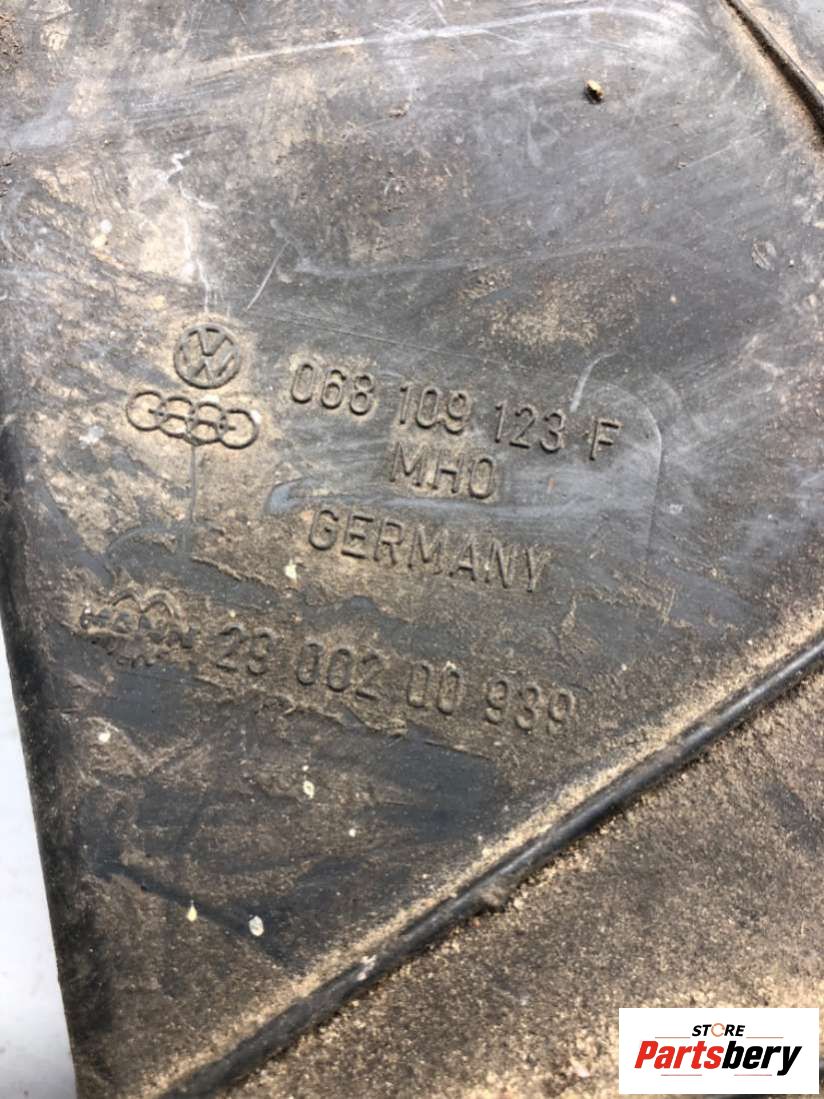 068 109 123 F
MHO
GERMANY
23 002 00 939
STORE
Partsbery